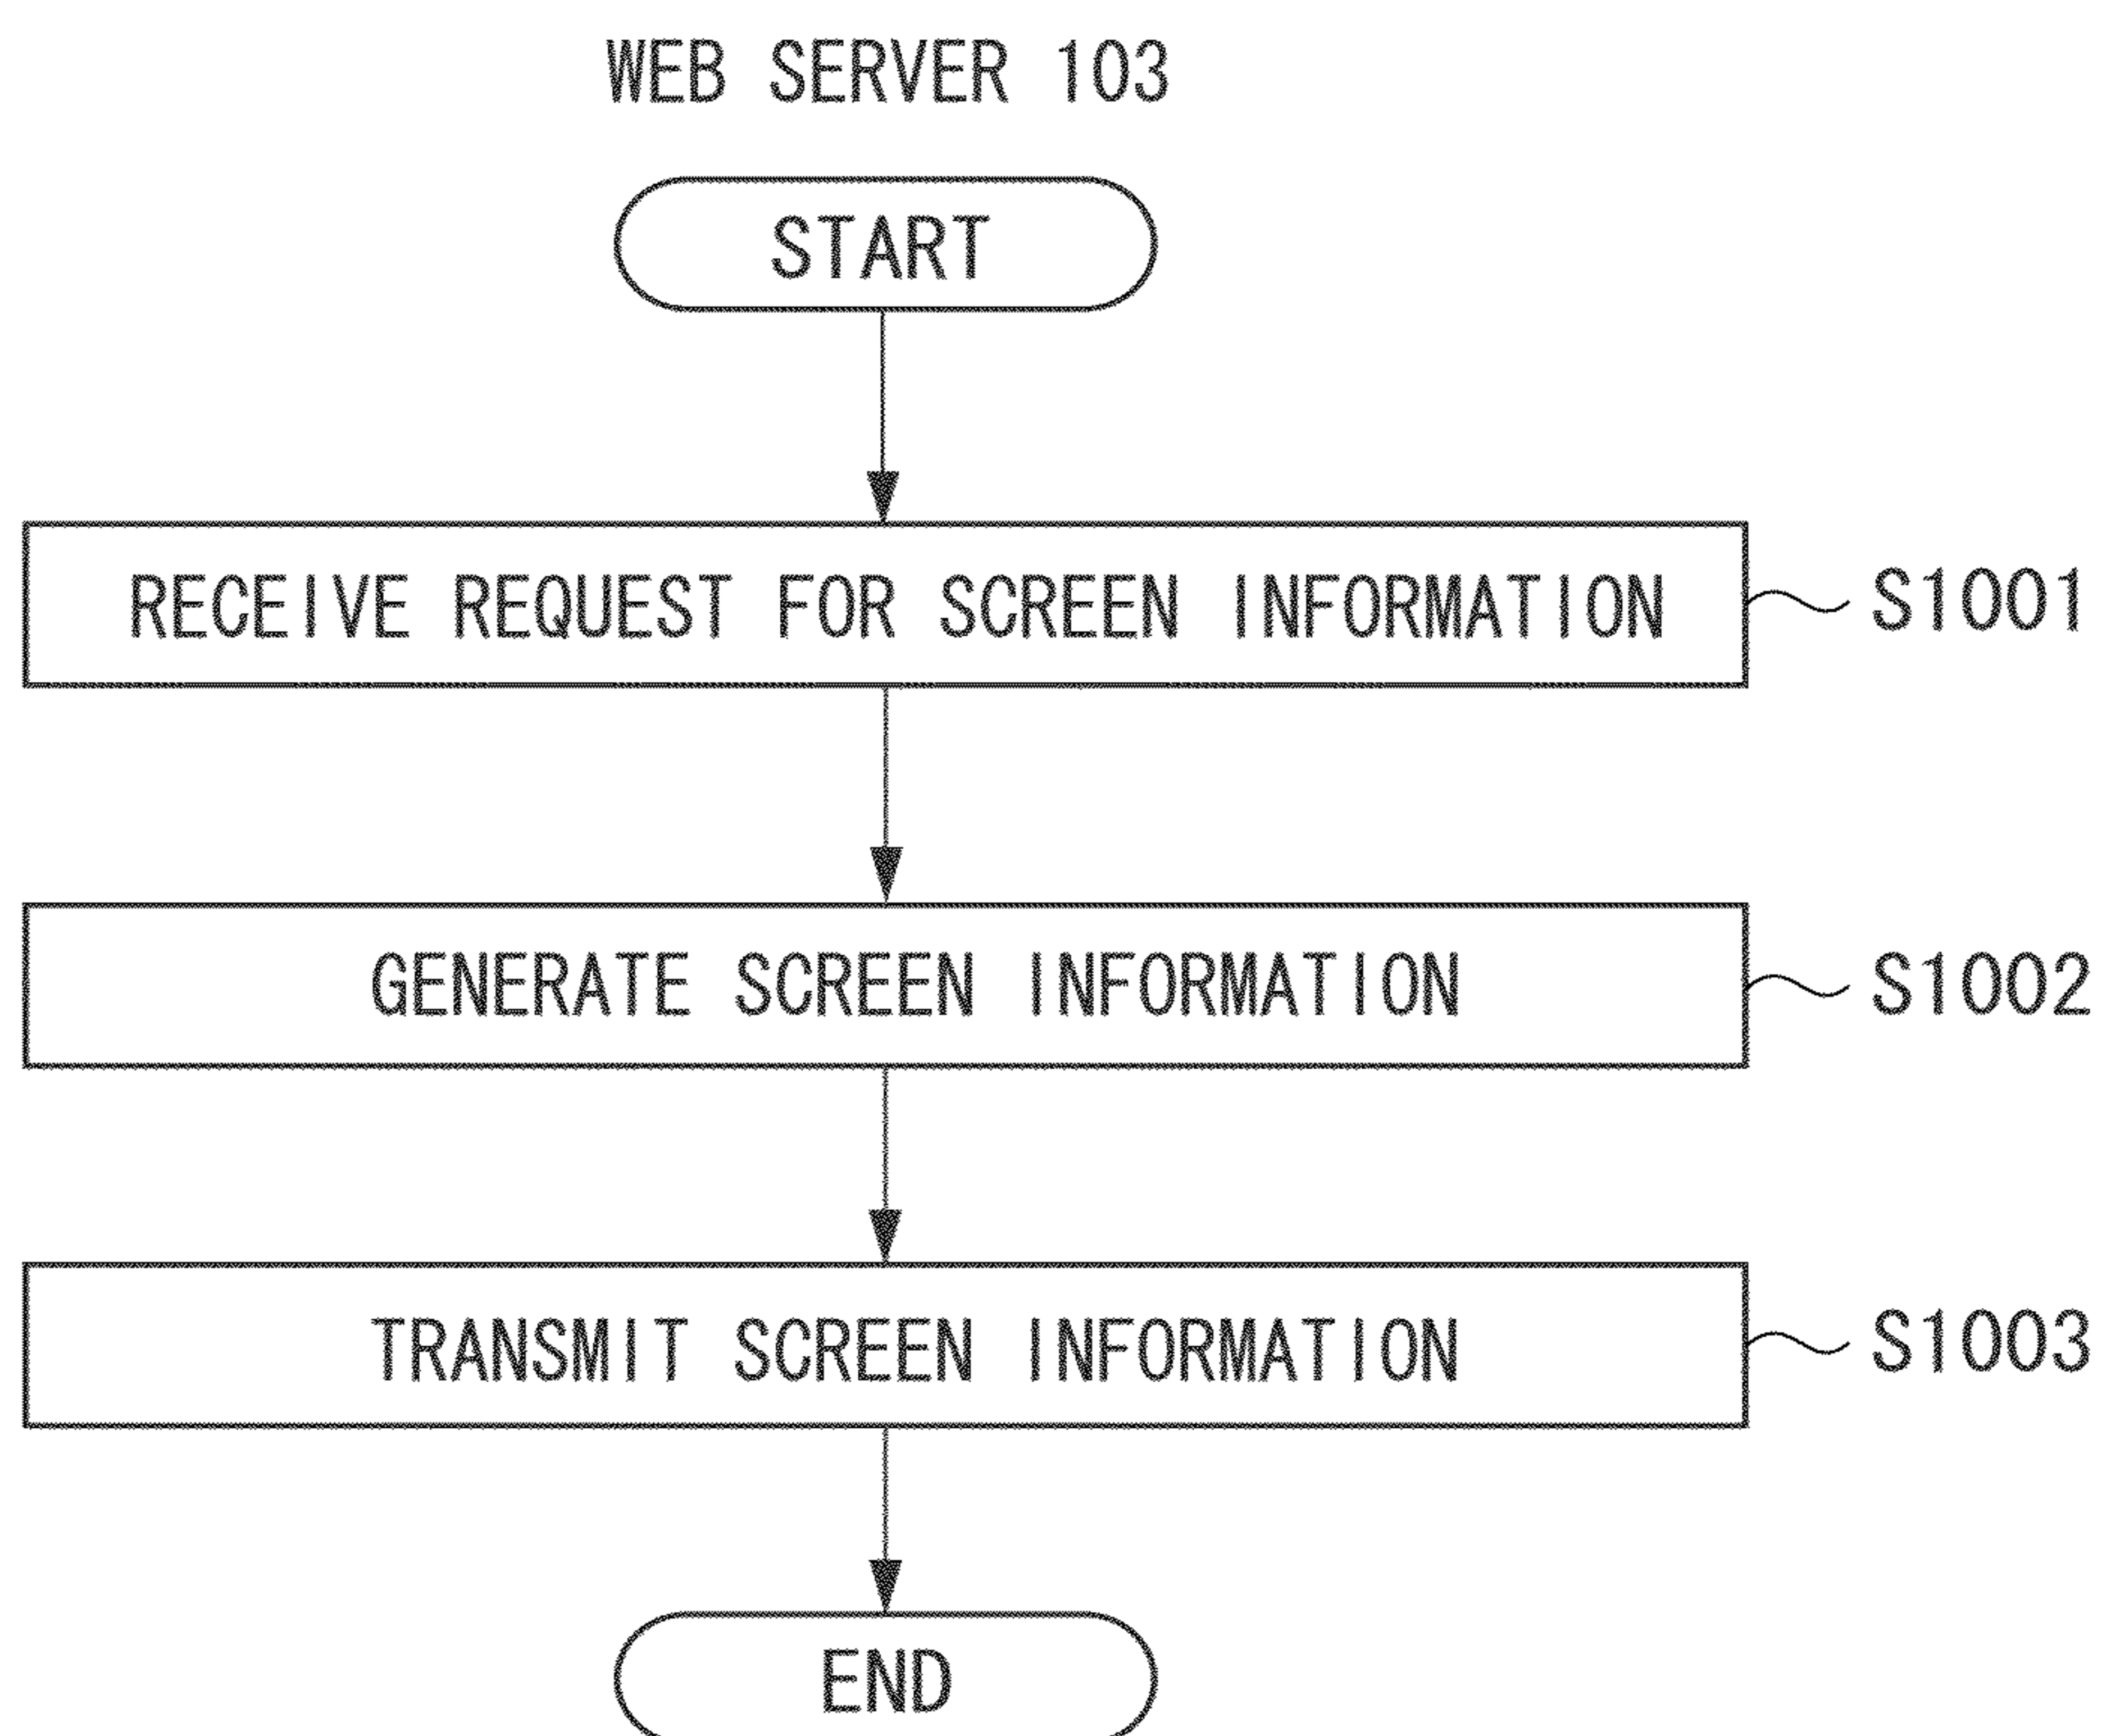 WEB SERVER 103
START
RECEIVE REQUEST FOR SCREEN INFORMATION S1001
GENERATE SCREEN INFORMATION S1002
TRANSMIT SCREEN INFORMATION S1003
END